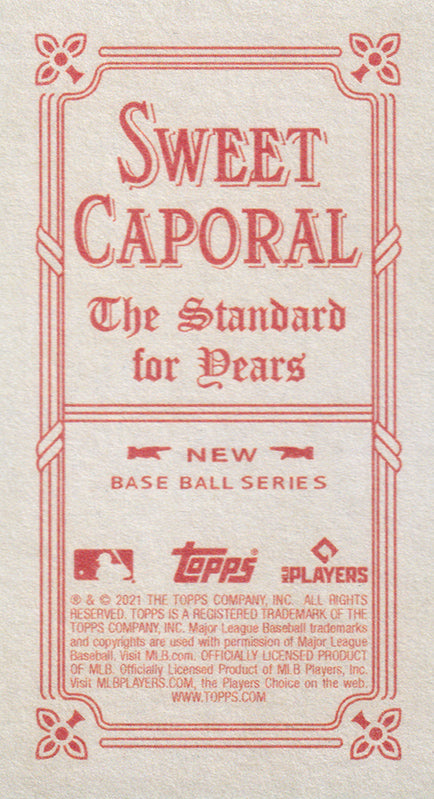 SWEET
CAPORAL
The Standard
for Years
NEW
BASE BALL SERIES
topps®
MLB PLAYERS
® & © 2021 THE TOPPS COMPANY, INC. ALL RIGHTS
RESERVED. TOPPS IS A REGISTERED TRADEMARK OF THE
TOPPS COMPANY, INC. Major League Baseball trademarks
and copyrights are used with permission of Major League
Baseball. Visit MLB.com. OFFICIALLY LICENSED PRODUCT
OF MLB. Officially Licensed Product of MLB Players, Inc.
Visit MLBPLAYERS.COM, the Players Choice on the web.
WWW.TOPPS.COM